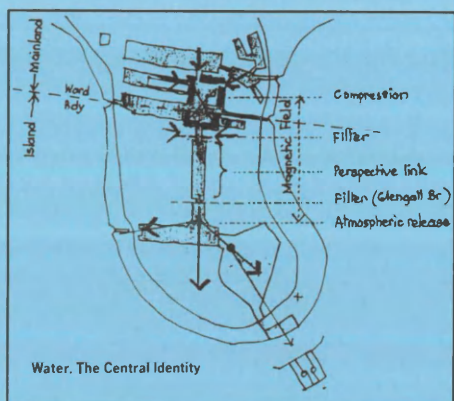 Island ← → Mainland
Ward
Bdy
Compression
Filter
Magnetic Field
Perspective link
Filter (Glengall Br)
Atmospheric release
Water. The Central Identity